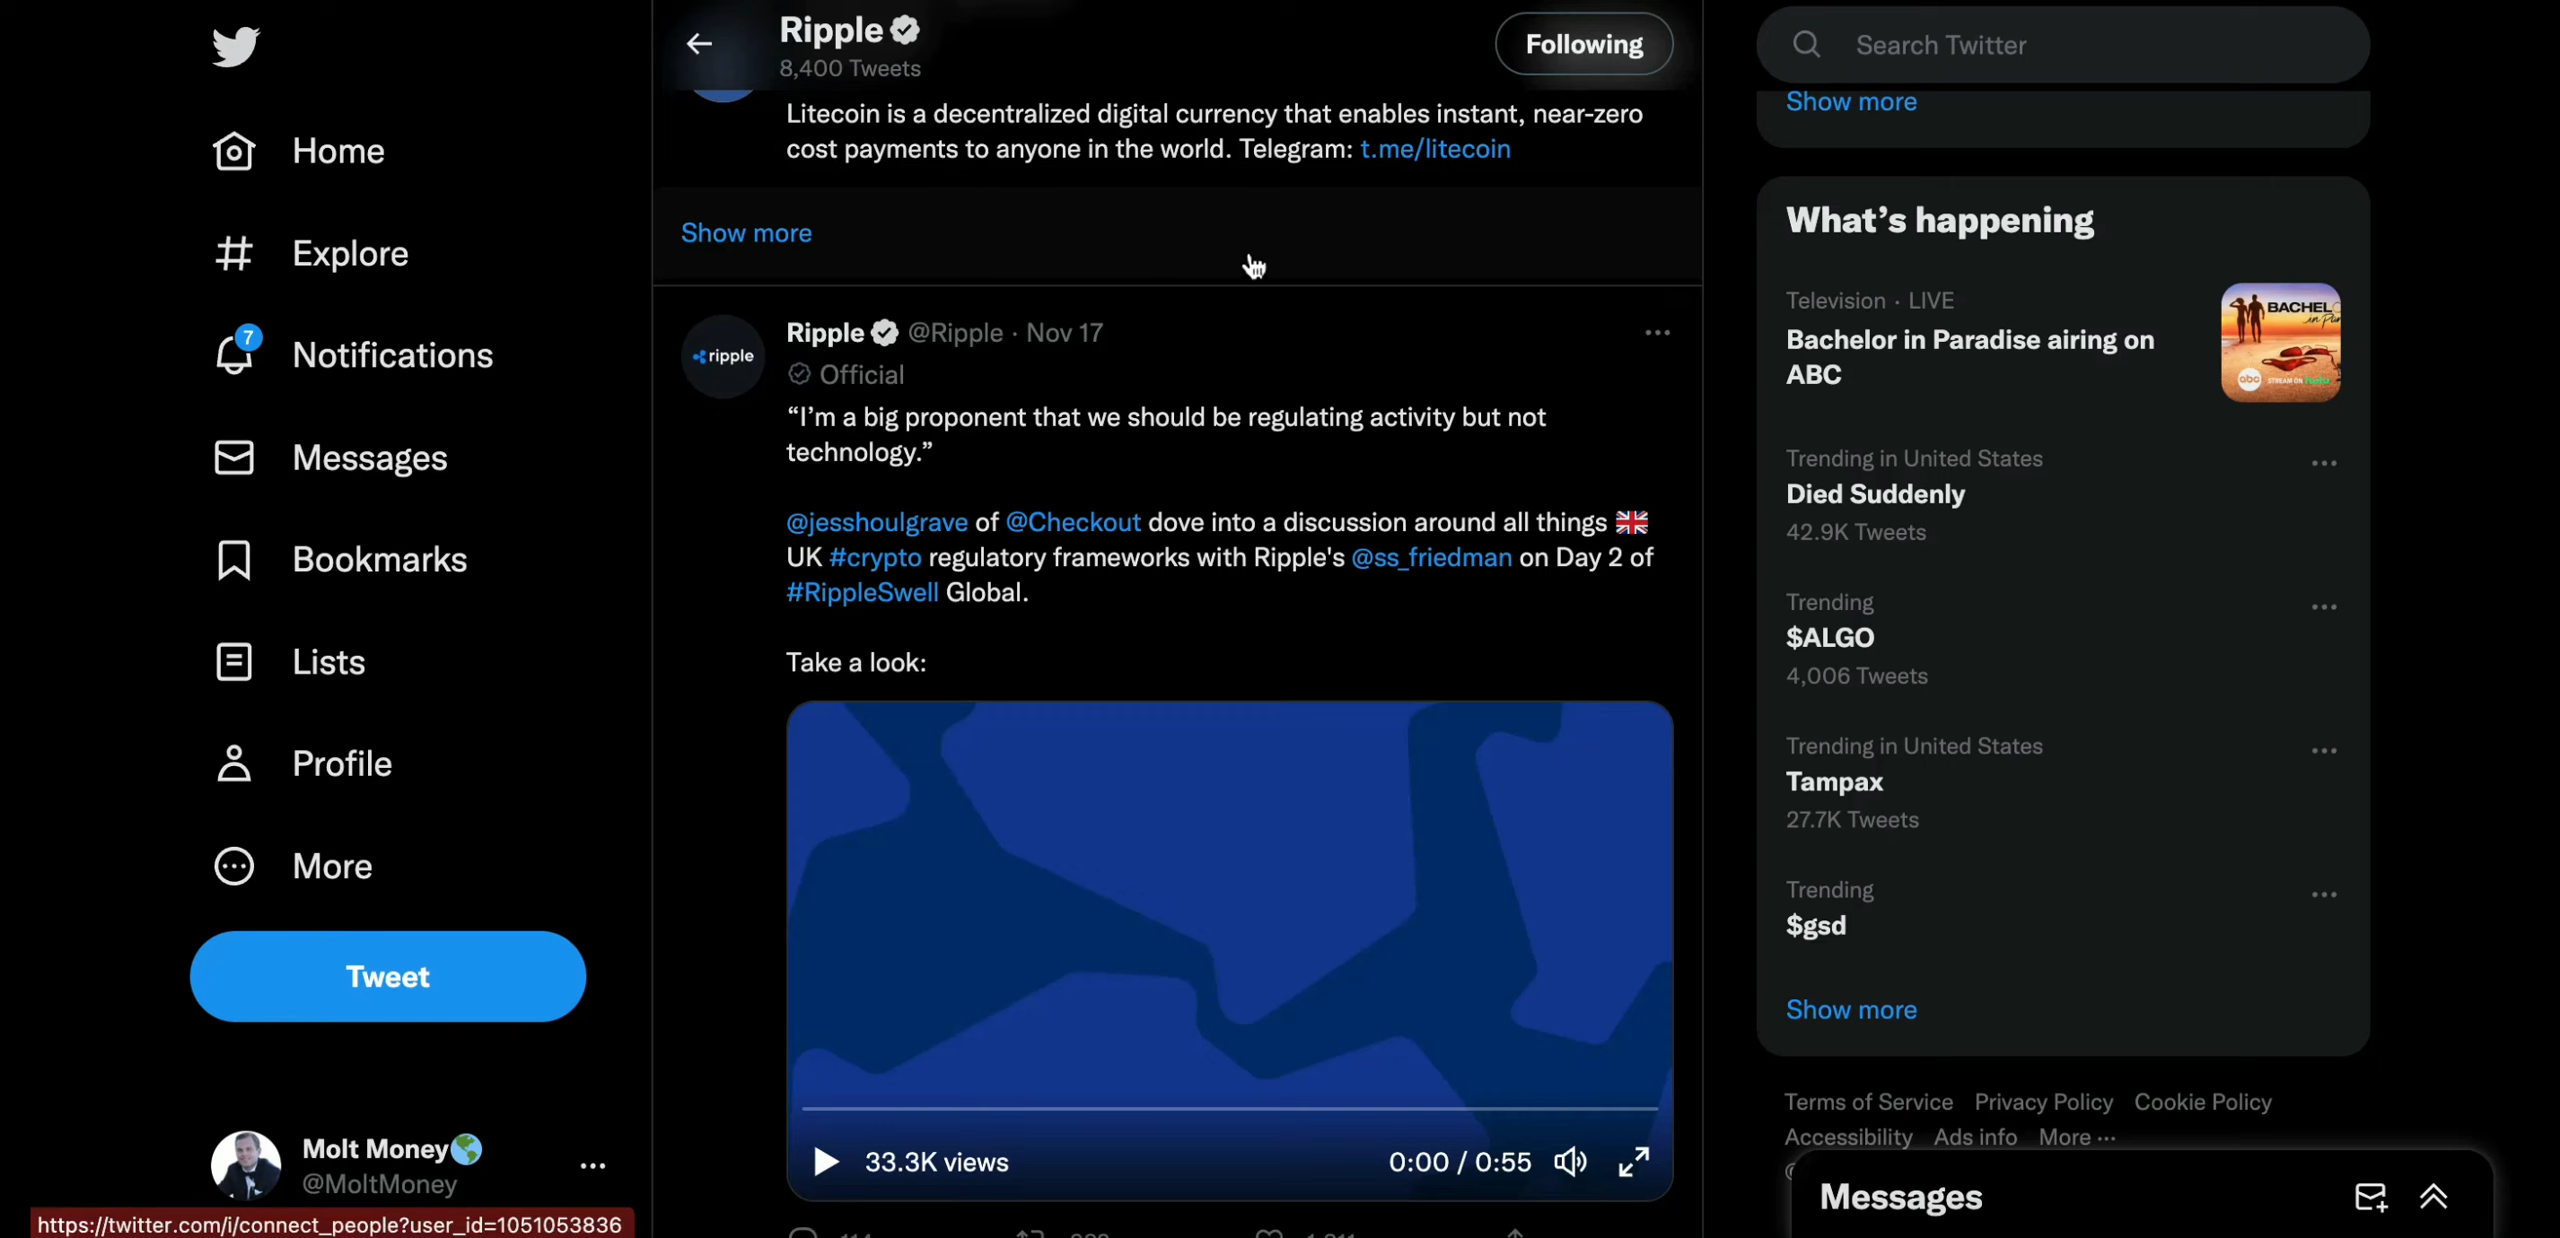 Home
Explore
7
Notifications
Messages
Bookmarks
Lists
Profile
More
Tweet
Molt Money
@MoltMoney
https://twitter.com/i/connect_people?user_id=1051053836
Ripple
8,400 Tweets
Following
Litecoin is a decentralized digital currency that enables instant, near-zero
cost payments to anyone in the world. Telegram: t.me/litecoin
Show more
ripple
Ripple @Ripple · Nov 17
Official
“I’m a big proponent that we should be regulating activity but not
technology.”
@jesshoulgrave of @Checkout dove into a discussion around all things 🇬🇧
UK #crypto regulatory frameworks with Ripple's @ss_friedman on Day 2 of
#RippleSwell Global.
Take a look:
33.3K views
0:00 / 0:55
Search Twitter
Show more
What’s happening
Television · LIVE
Bachelor in Paradise airing on
ABC
BACHEL
abc
Trending in United States
Died Suddenly
42.9K Tweets
Trending
$ALGO
4,006 Tweets
Trending in United States
Tampax
27.7K Tweets
Trending
$gsd
Show more
Terms of Service Privacy Policy Cookie Policy
Accessibility Ads info More ···
Messages